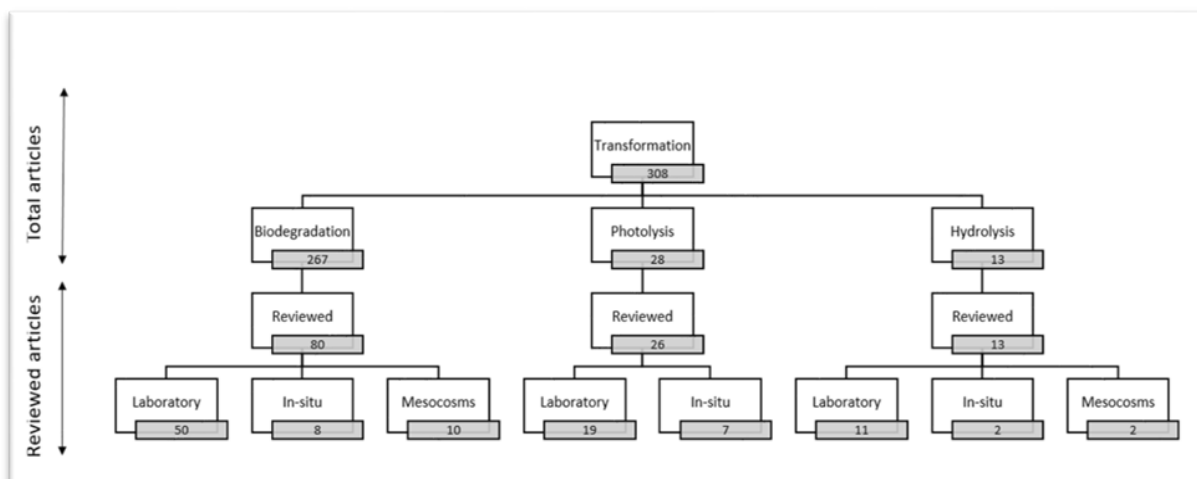 Total articles
Transformation
308
Biodegradation
267
Photolysis
28
Hydrolysis
13
Reviewed articles
Reviewed
80
Reviewed
26
Reviewed
13
Laboratory
50
In-situ
8
Mesocosms
10
Laboratory
19
In-situ
7
Laboratory
11
In-situ
2
Mesocosms
2